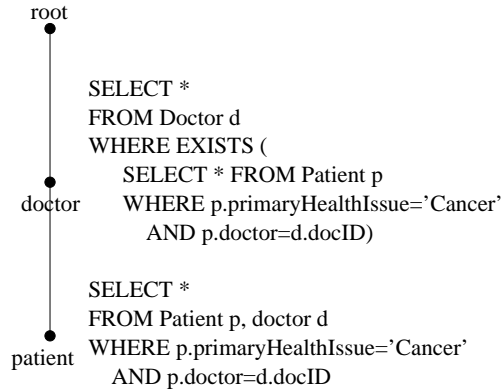 root
SELECT *
FROM Doctor d
WHERE EXISTS (
SELECT * FROM Patient p
doctor
WHERE p.primaryHealthIssue=’Cancer’
AND p.doctor=d.docID)
SELECT *
FROM Patient p, doctor d
patient
WHERE p.primaryHealthIssue=’Cancer’
AND p.doctor=d.docID